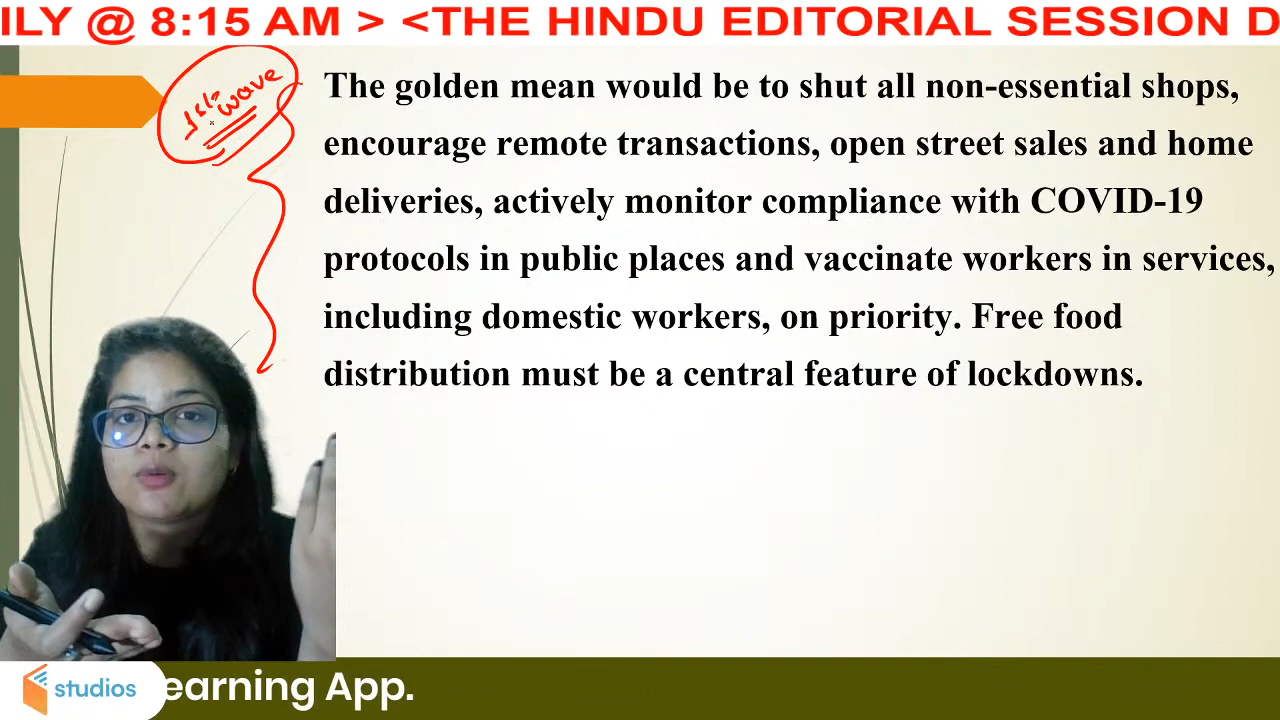 ILY @ 8:15 AM > <THE HINDU EDITORIAL SESSION D
1st wave
The golden mean would be to shut all non-essential shops,
encourage remote transactions, open street sales and home
deliveries, actively monitor compliance with COVID-19
protocols in public places and vaccinate workers in services,
including domestic workers, on priority. Free food
distribution must be a central feature of lockdowns.
studios
earning App.